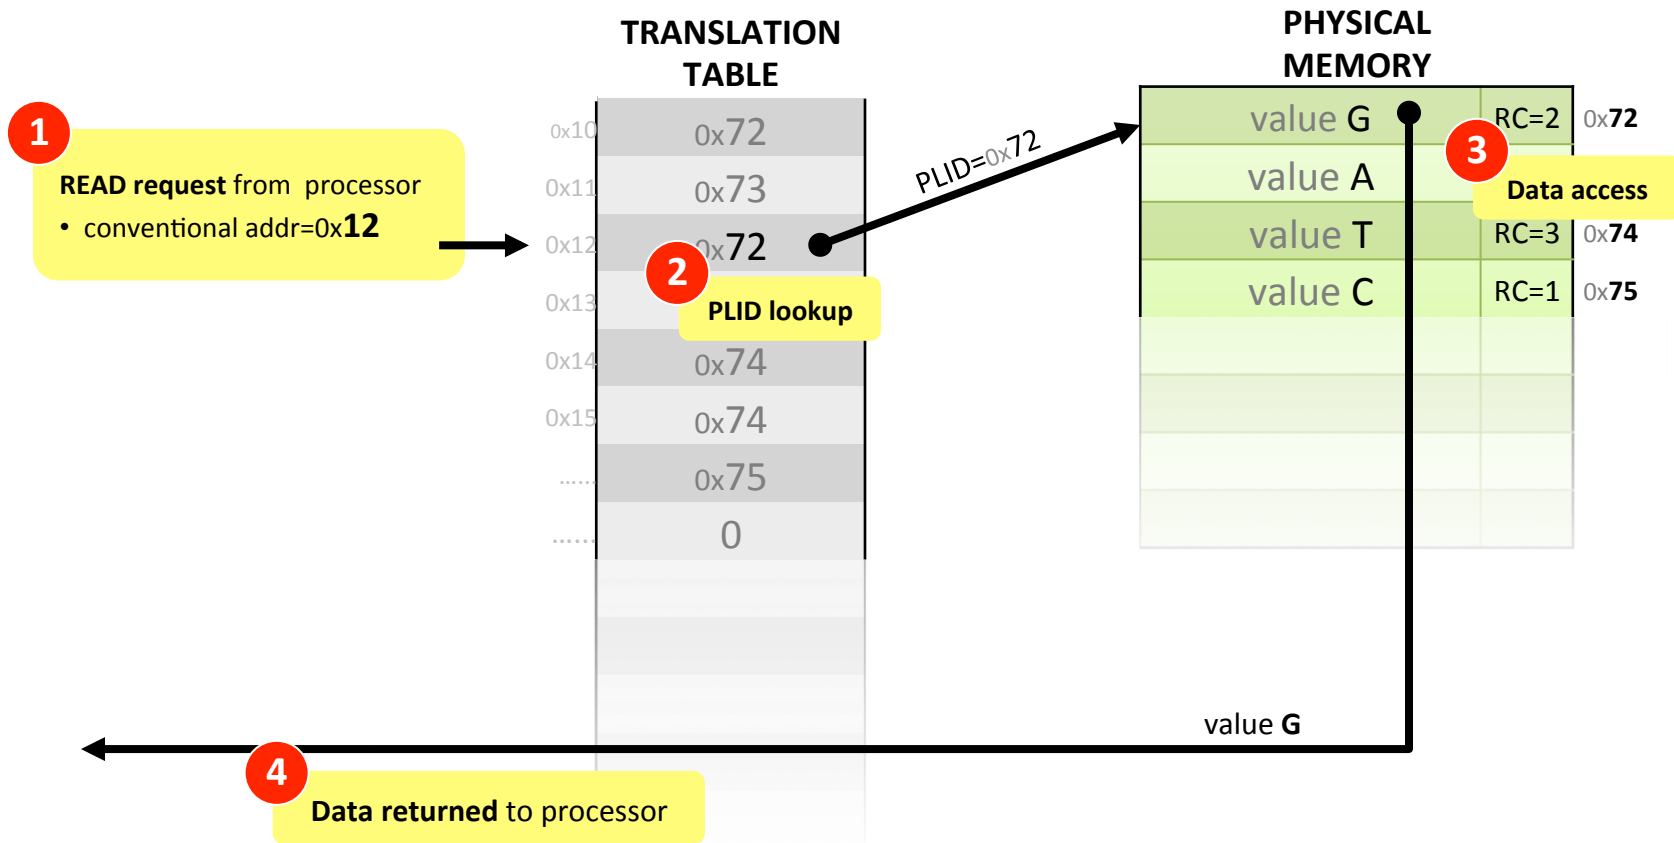 TRANSLATION
TABLE
PHYSICAL
MEMORY
1
READ request from processor
• conventional addr=0x12
0x10
0x72
0x11
0x73
0x12
0x72
2
PLID lookup
0x13
0x14
0x74
0x15
0x74
......
0x75
......
0
PLID=0x72
value G
RC=2
0x72
3
Data access
value A
value T
RC=3
0x74
value C
RC=1
0x75
value G
4
Data returned to processor